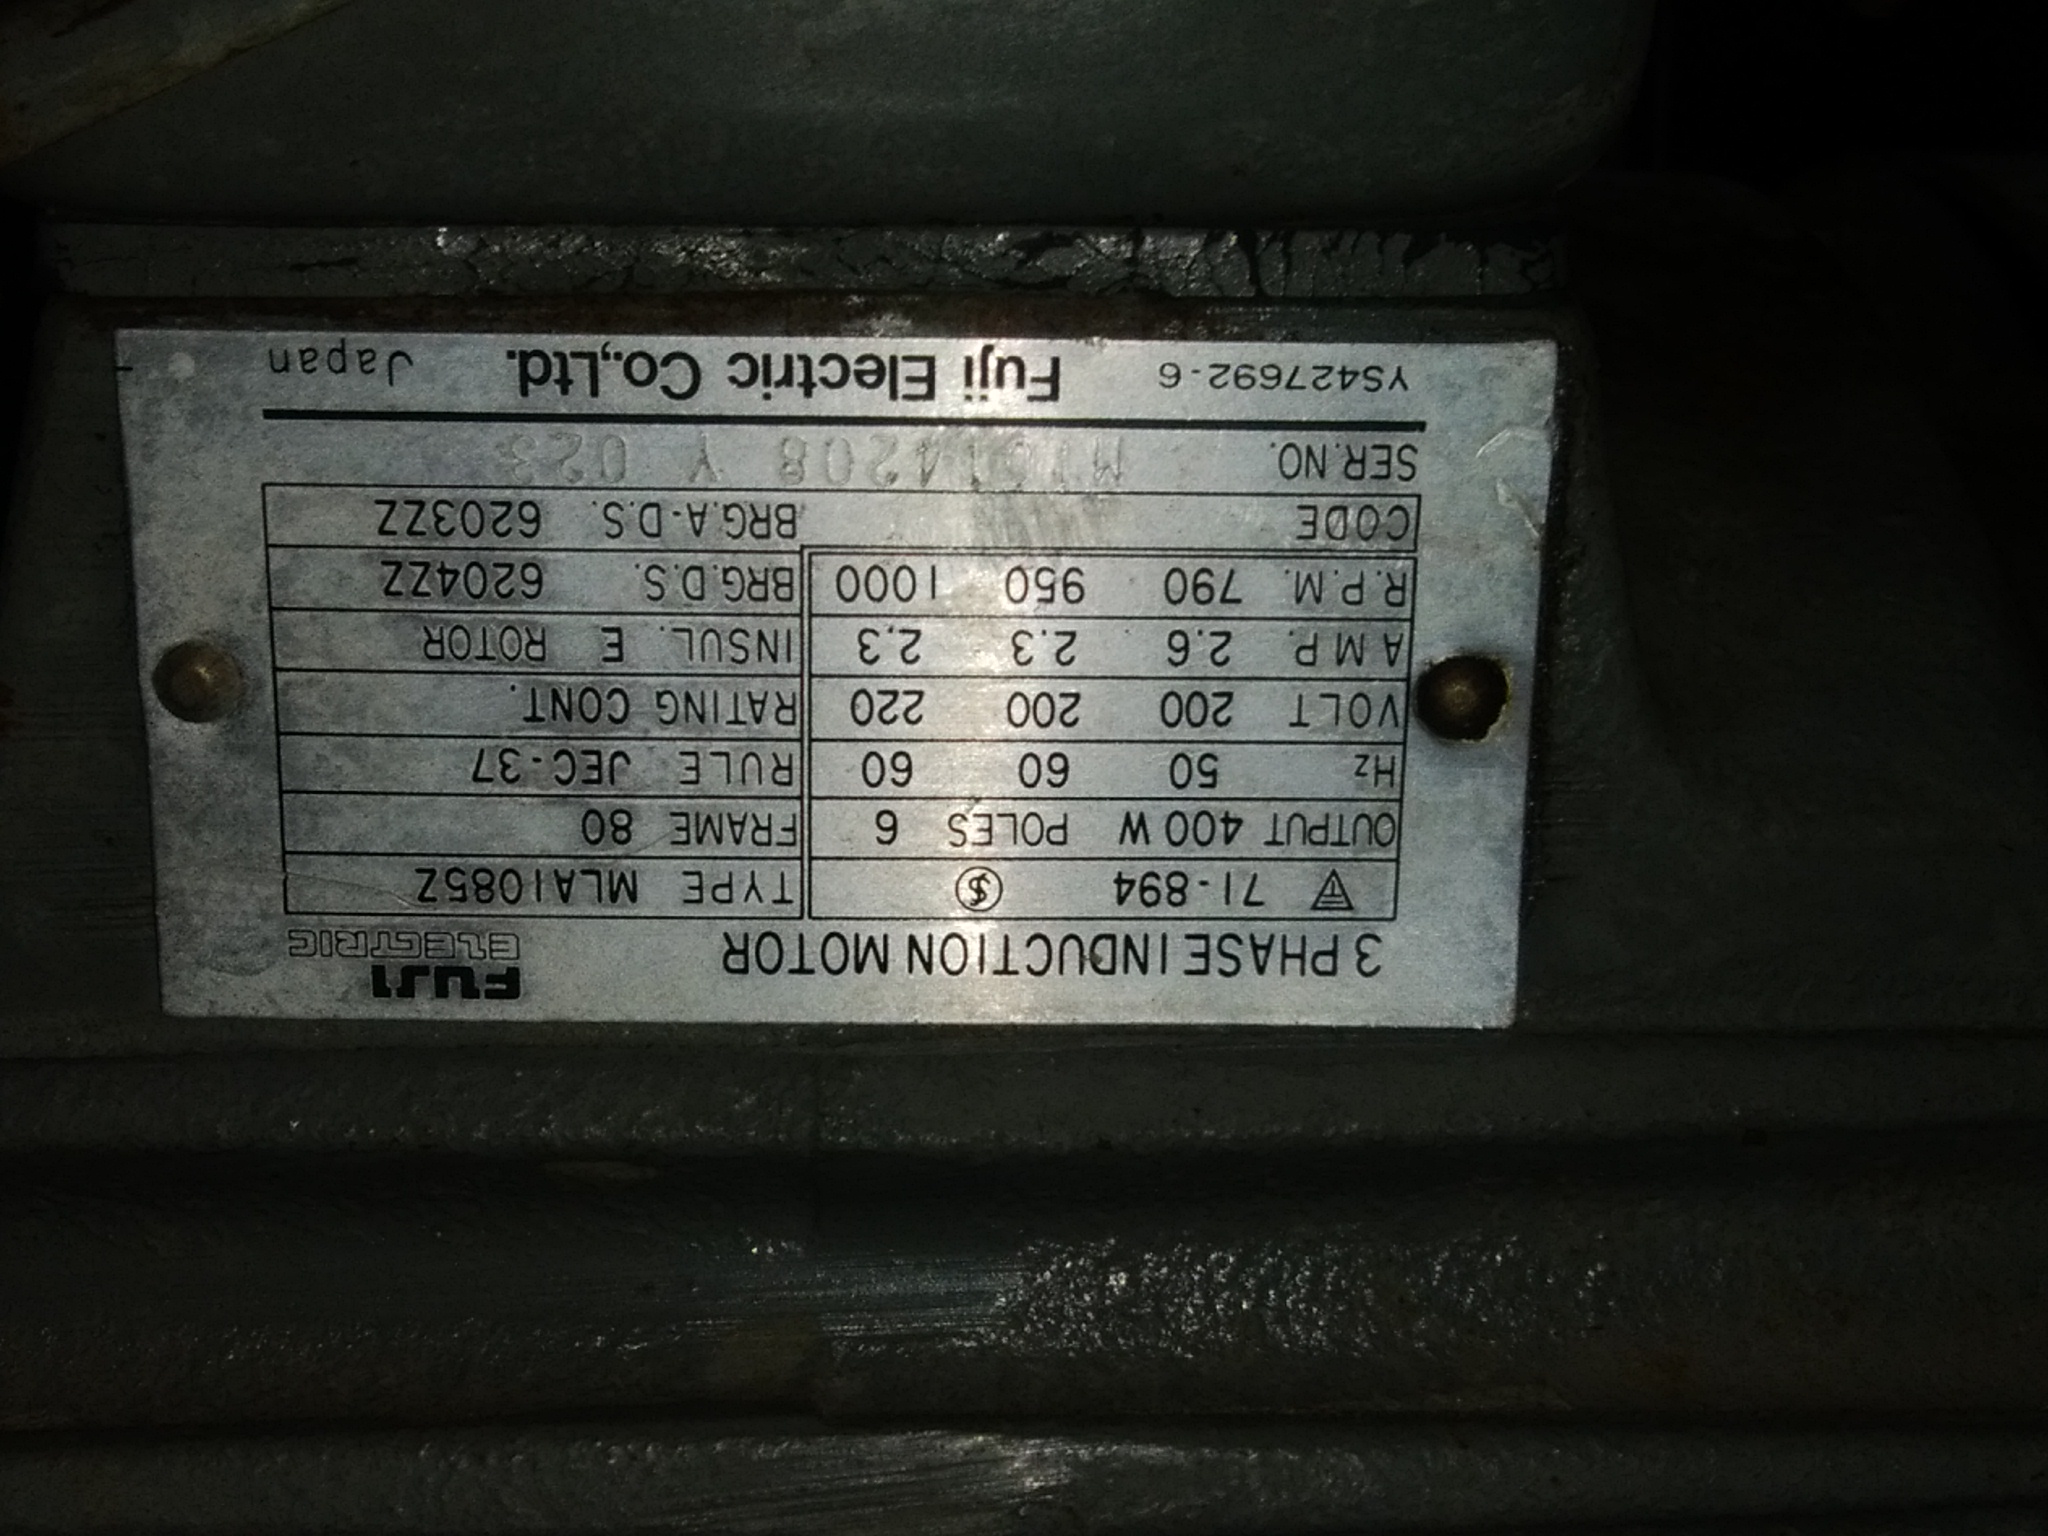 3 PHASE INDUCTION MOTOR FUJI ELECTRIC
71-894 $ TYPE MLA1085Z
OUTPUT 400 W POLES 6 FRAME 80
Hz 50 60 60 RULE JEC-37
VOLT 200 200 220 RATING CONT.
AMP. 2.6 2.3 2.3 INSUL. E ROTOR
R.P.M. 790 950 1000 BRG.D.S. 6204ZZ
CODE BRG.A-D.S. 6203ZZ
SER.NO. Y 023
YS427692-6 Fuji Electric Co.,Ltd. Japan